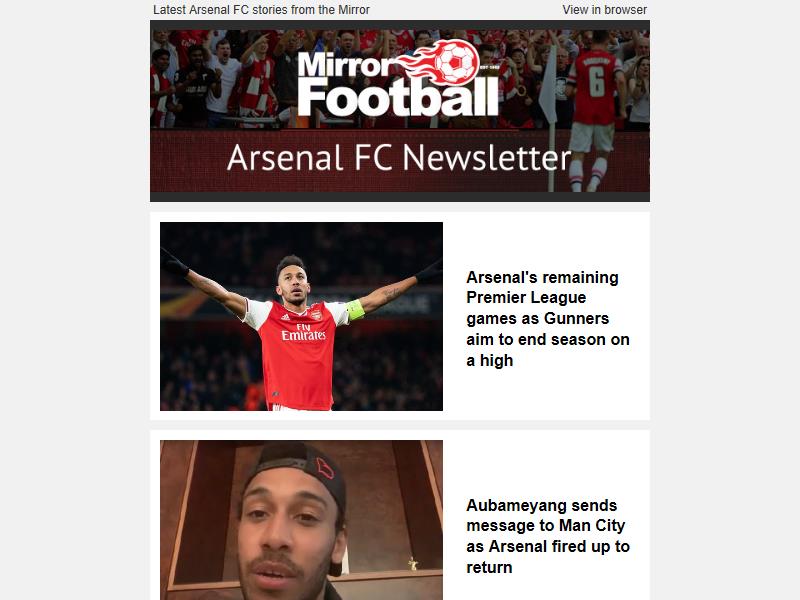 Latest Arsenal FC stories from the Mirror
View in browser
Mirror
Football
Arsenal FC Newsletter
6
Fly
Emirates
Arsenal's remaining
Premier League
games as Gunners
aim to end season on
a high
Aubameyang sends
message to Man City
as Arsenal fired up to
return